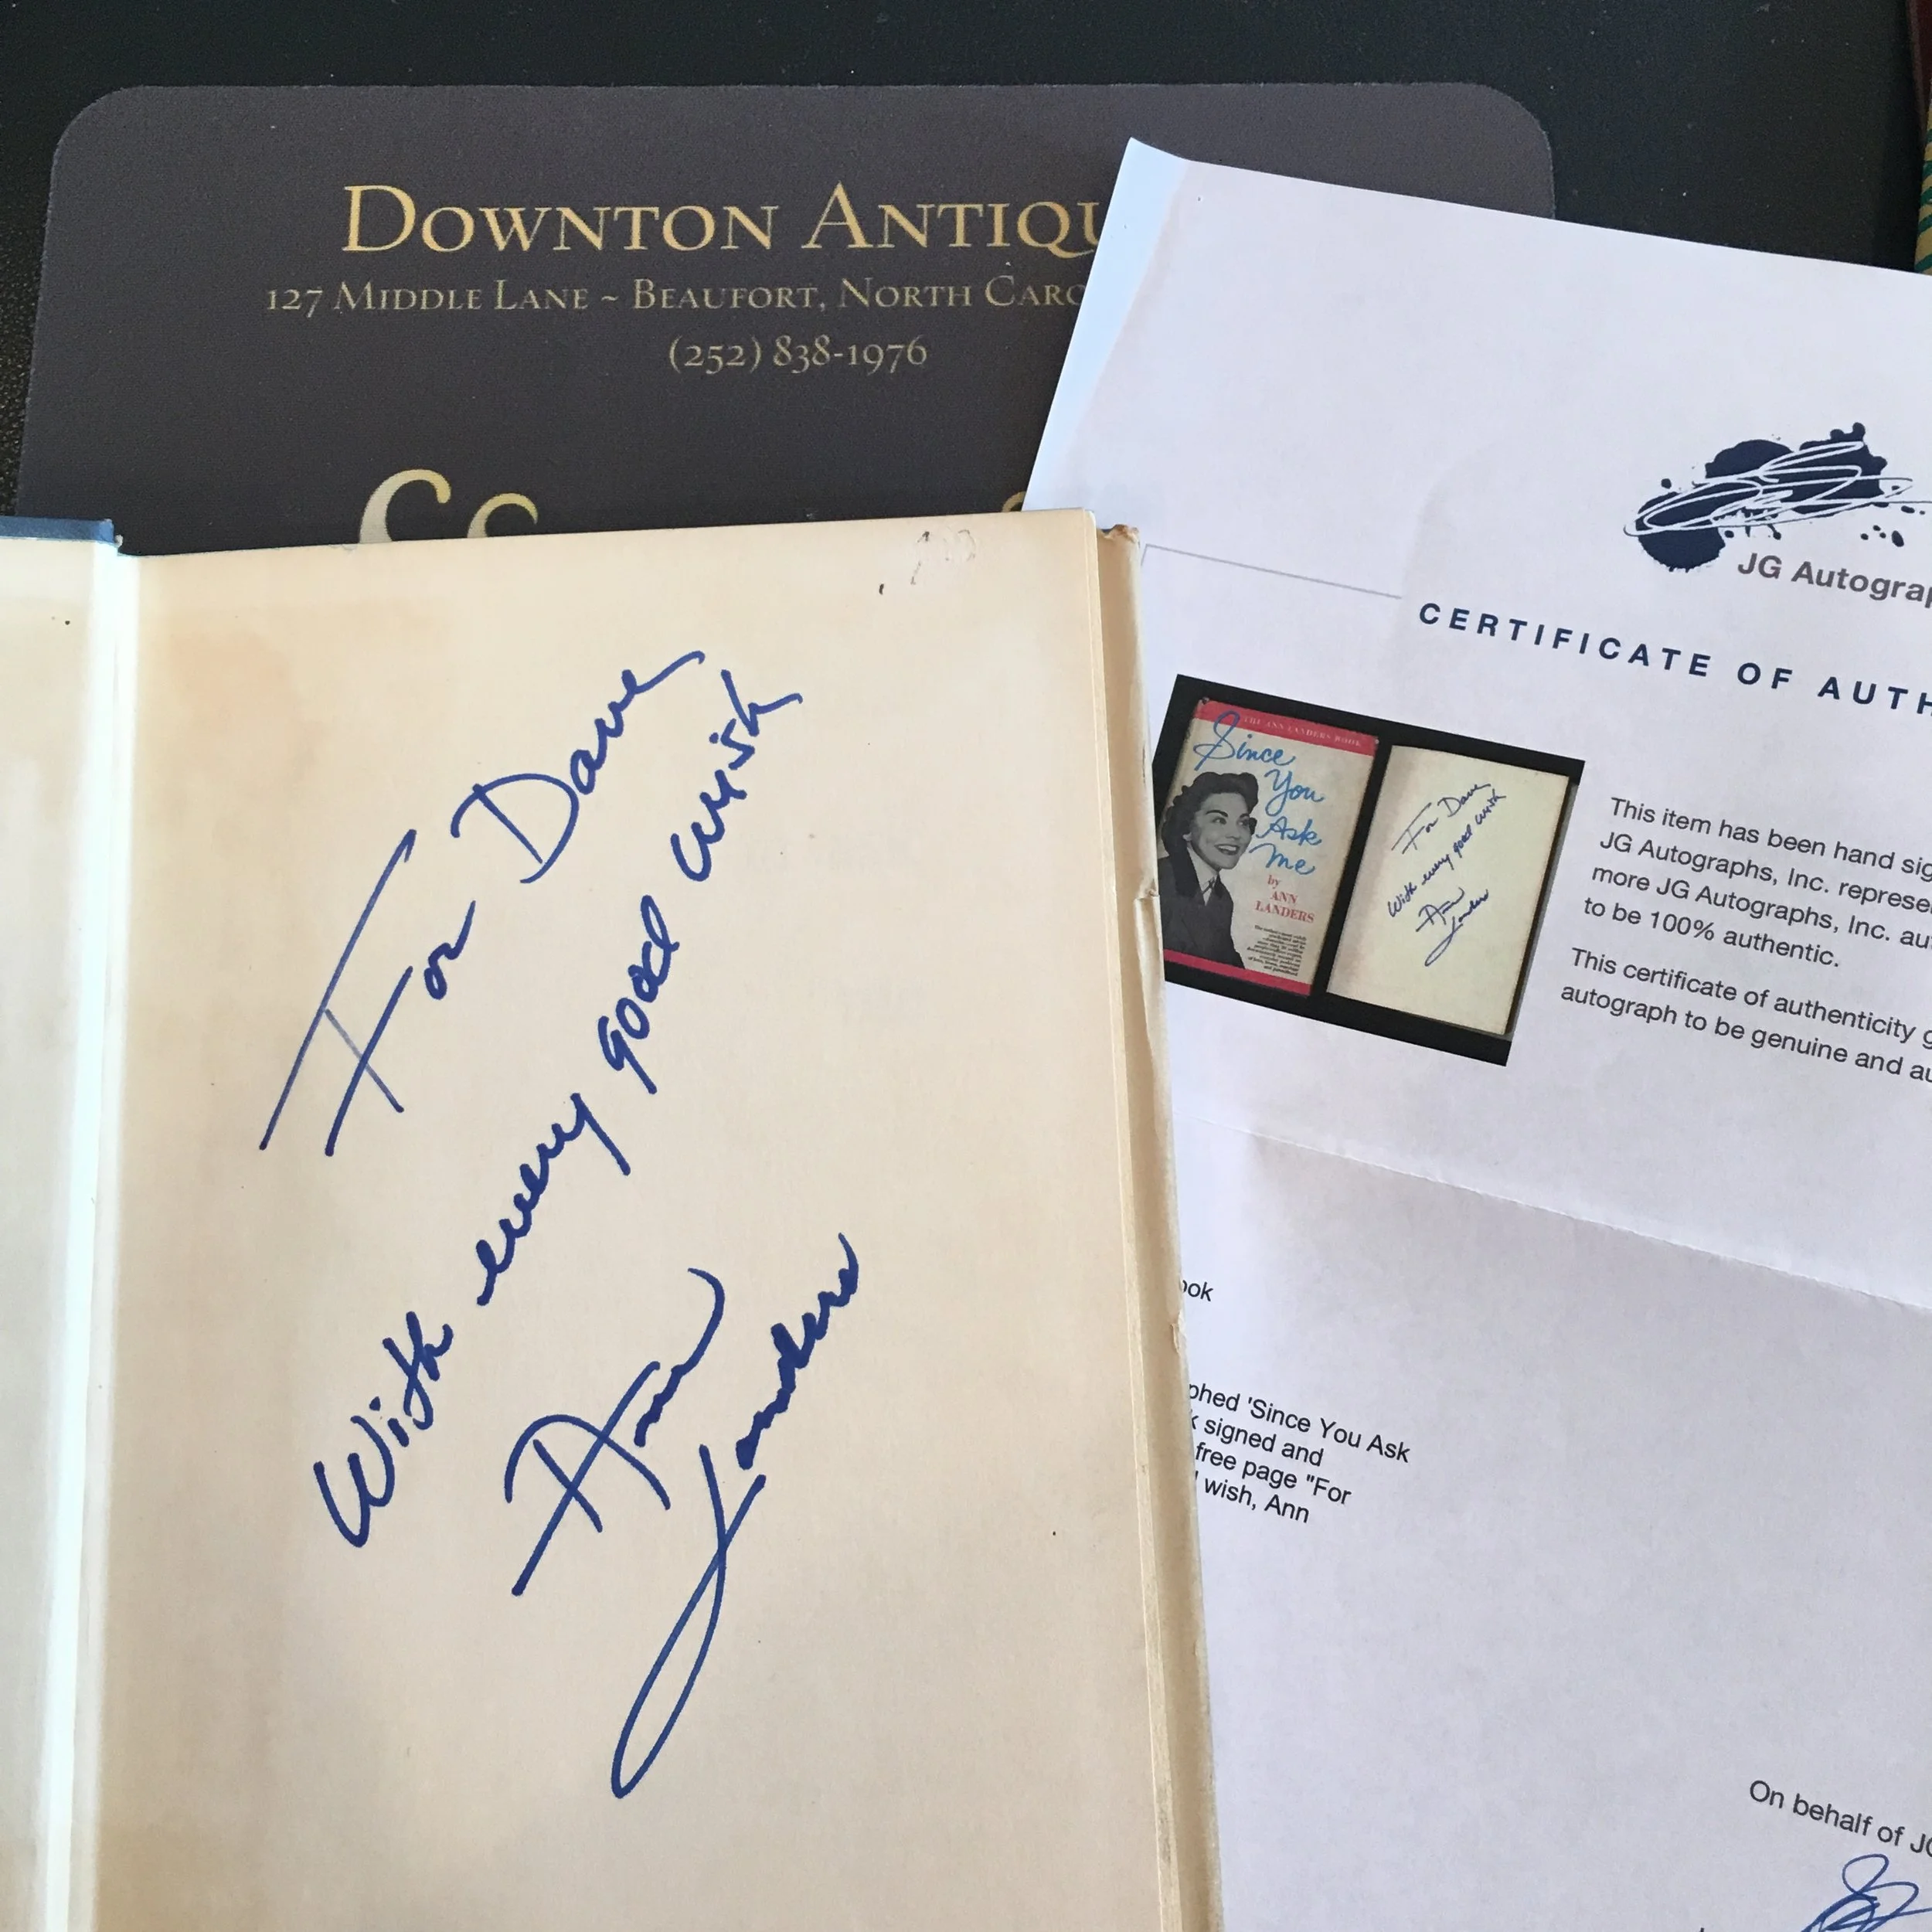 DOWNTON ANTIQU
127 MIDDLE LANE ~ BEAUFORT, NORTH CARO
(252) 838-1976
For Dave
With every good wish
Ann
Landers
JG Autograp
CERTIFICATE OF AUTH
THE ANN LANDERS BOOK
Since
You
Ask
Me
by
ANN
LANDERS
For Dave
With every good wish
Ann
Landers
This item has been hand sig
JG Autographs, Inc. represe
more JG Autographs, Inc. au
to be 100% authentic.
This certificate of authenticity g
autograph to be genuine and au
ook
phed 'Since You Ask
k signed and
free page "For
wish, Ann
On behalf of JG